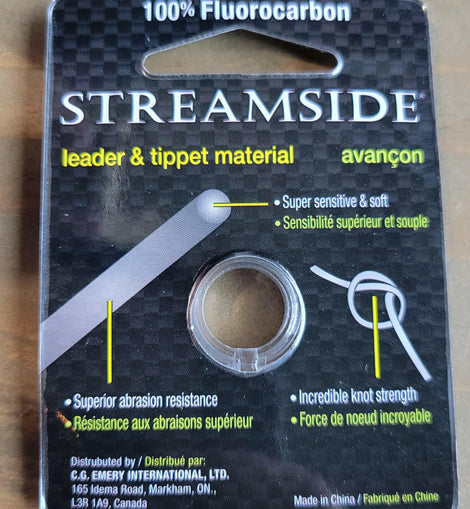 100% Fluorocarbon
STREAMSIDE®
leader & tippet material avançon
• Super sensitive & soft
• Sensibilité supérieur et souple
• Superior abrasion resistance
• Résistance aux abraisons supérieur
• Incredible knot strength
• Force de noeud incroyable
Distrubuted by / Distribué par:
C.G. EMERY INTERNATIONAL, LTD.
165 Idema Road, Markham, ON.,
L3R 1A9, Canada
Made in China / Fabriqué en Chine